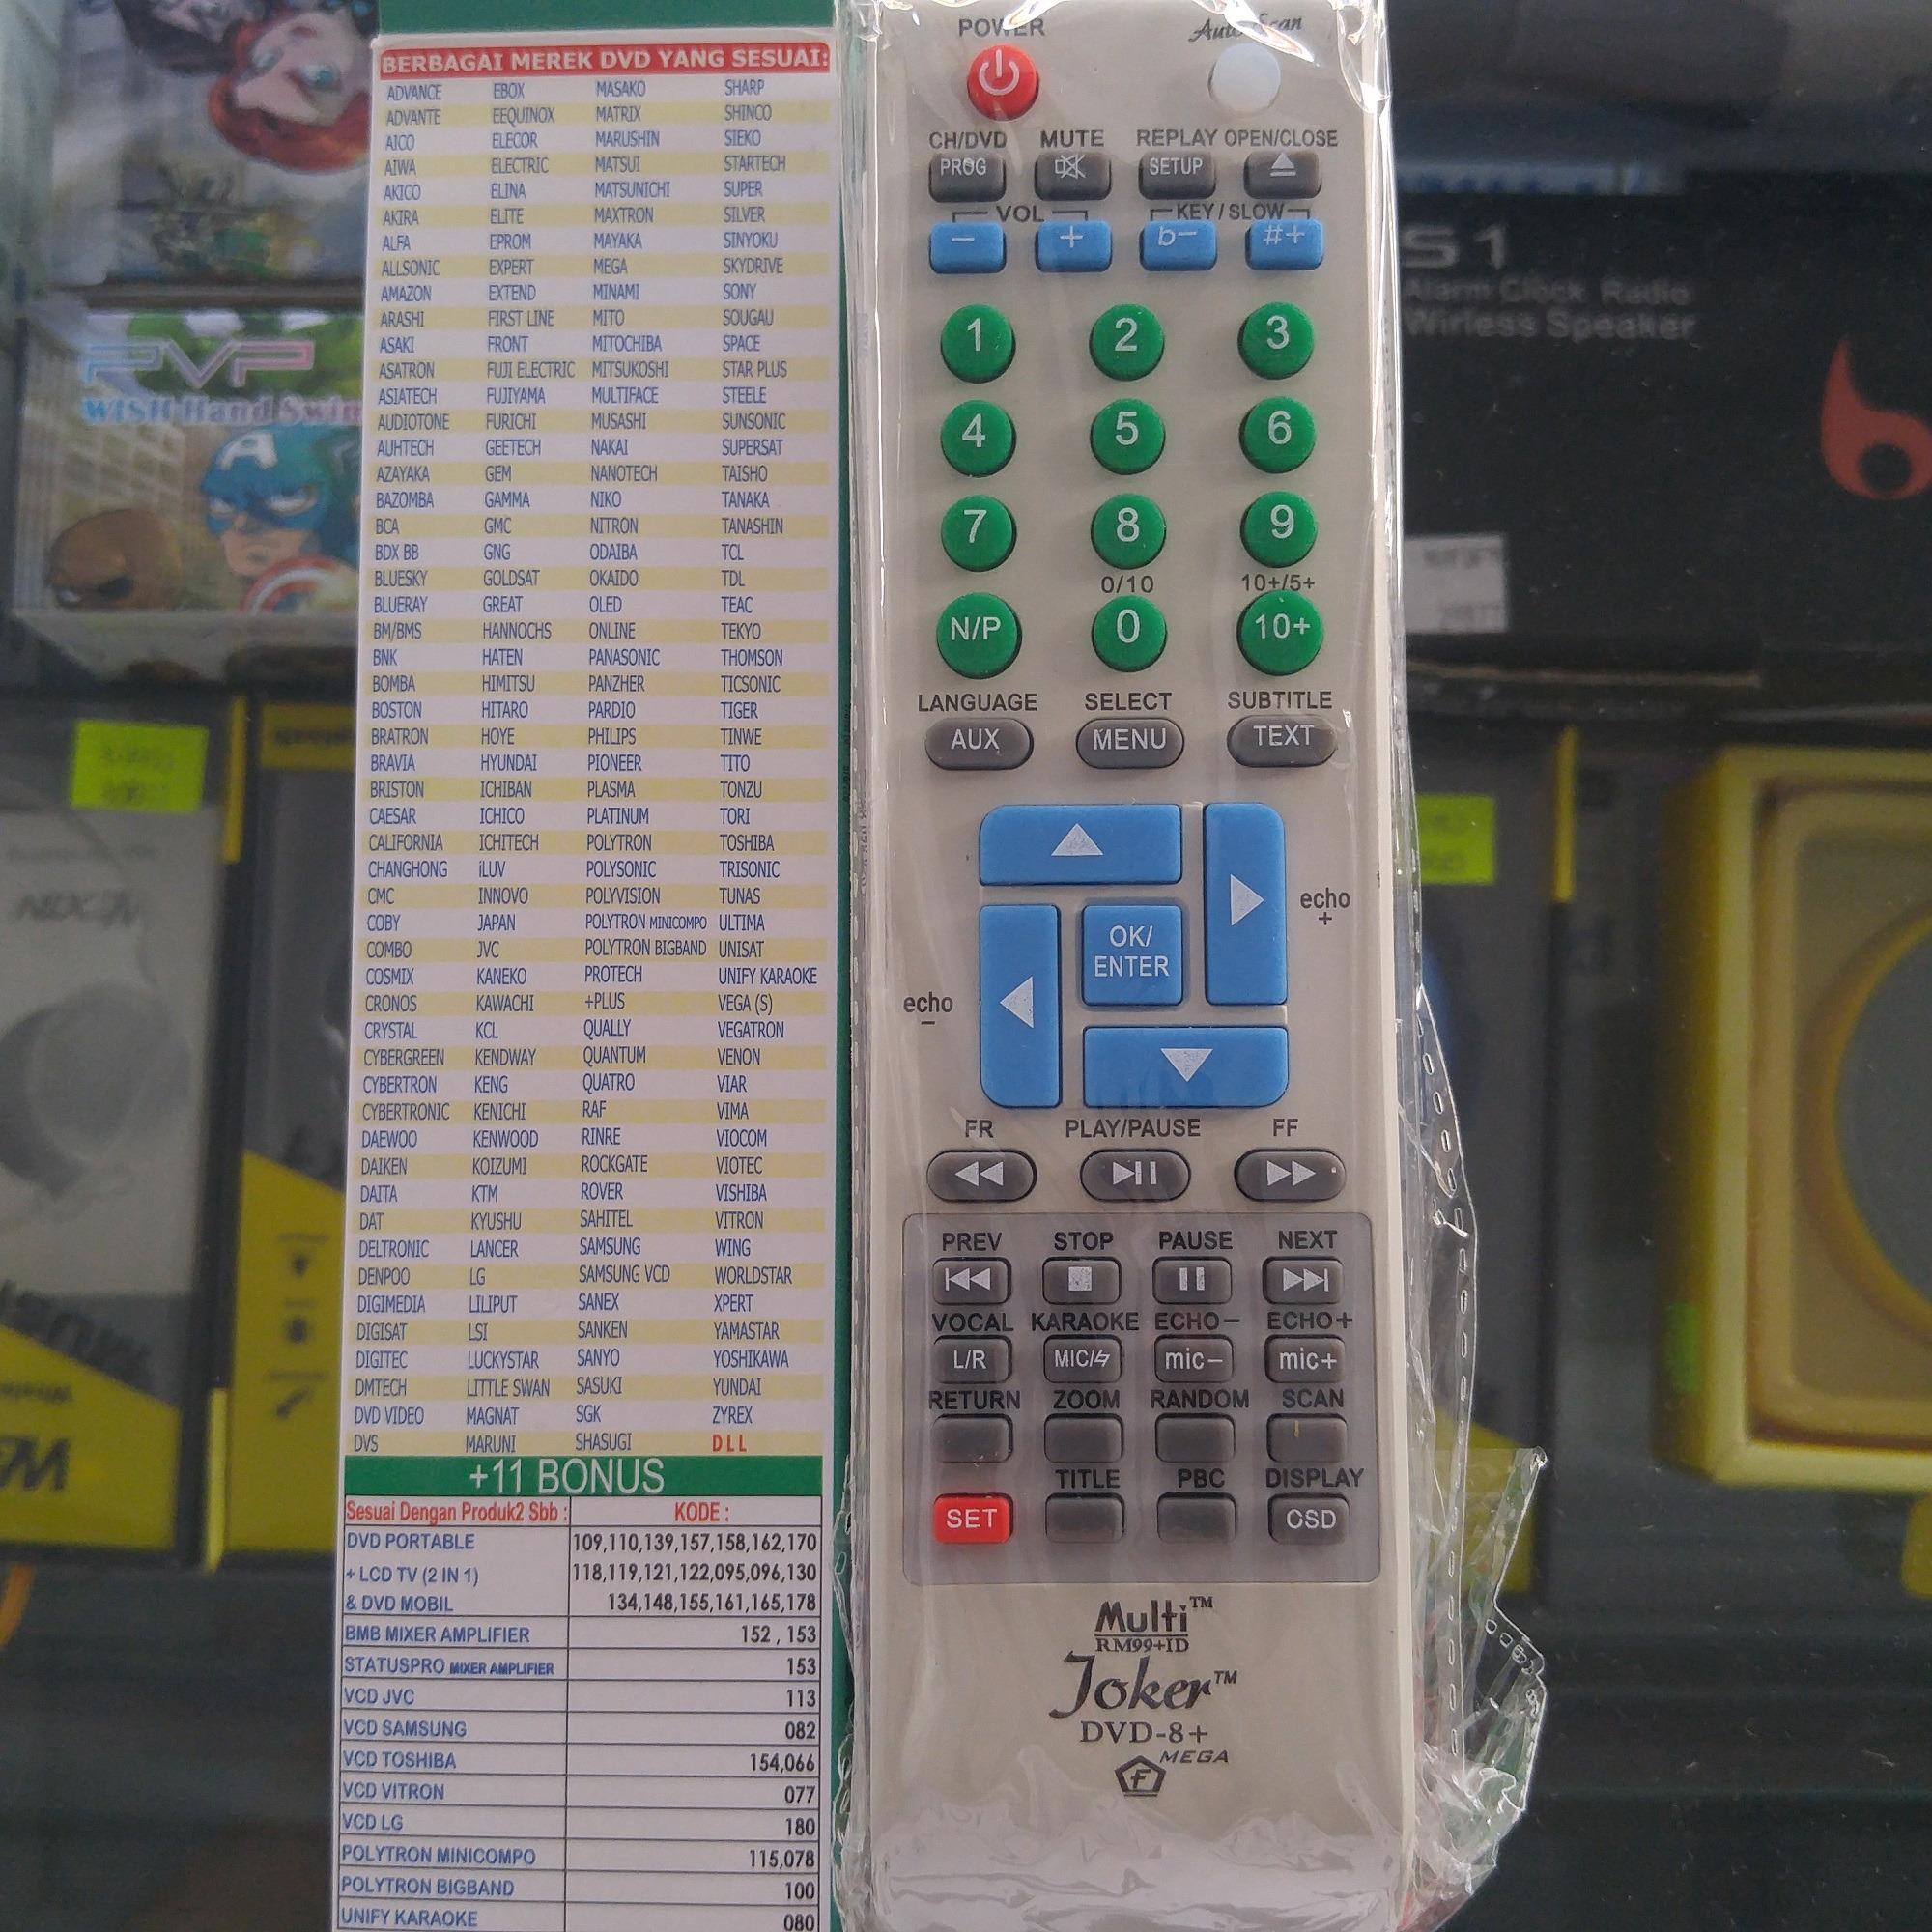 BERBAGAI MEREK DVD YANG SESUAI:
ADVANCE EBOX MASAKO SHARP
ADVANTE EEQUINOX MATRIX SHINCO
AICO ELECOR MARUSHIN SIEKO
AIWA ELECTRIC MATSUI STARTECH
AKICO ELINA MATSUNICHI SUPER
AKIRA ELITE MAXTRON SILVER
ALFA EPROM MAYAKA SINYOKU
ALLSONIC EXPERT MEGA SKYDRIVE
AMAZON EXTEND MINAMI SONY
ARASHI FIRST LINE MITO SOUGAU
ASAKI FRONT MITOCHIBA SPACE
ASATRON FUJI ELECTRIC MITSUKOSHI STAR PLUS
ASIATECH FUJIYAMA MULTIFACE STEELE
AUDIOTONE FURICHI MUSASHI SUNSONIC
AUHTECH GEETECH NAKAI SUPERSAT
AZAYAKA GEM NANOTECH TAISHO
BAZOMBA GAMMA NIKO TANAKA
BCA GMC NITRON TANASHIN
BDX BB GNG ODAIBA TCL
BLUESKY GOLDSAT OKAIDO TDL
BLUERAY GREAT OLED TEAC
BM/BMS HANNOCHS ONLINE TEKYO
BNK HATEN PANASONIC THOMSON
BOMBA HIMITSU PANZHER TICSONIC
BOSTON HITARO PARDIO TIGER
BRATRON HOYE PHILIPS TINWE
BRAVIA HYUNDAI PIONEER TITO
BRISTON ICHIBAN PLASMA TONZU
CAESAR ICHICO PLATINUM TORI
CALIFORNIA ICHITECH POLYTRON TOSHIBA
CHANGHONG iLUV POLYSONIC TRISONIC
CMC INNOVO POLYVISION TUNAS
COBY JAPAN POLYTRON MINICOMPO ULTIMA
COMBO JVC POLYTRON BIGBAND UNISAT
COSMIX KANEKO PROTECH UNIFY KARAOKE
CRONOS KAWACHI +PLUS VEGA (S)
CRYSTAL KCL QUALLY VEGATRON
CYBERGREEN KENDWAY QUANTUM VENON
CYBERTRON KENG QUATRO VIAR
CYBERTRONIC KENICHI RAF VIMA
DAEWOO KENWOOD RINRE VIOCOM
DAIKEN KOIZUMI ROCKGATE VIOTEC
DAITA KTM ROVER VISHIBA
DAT KYUSHU SAHITEL VITRON
DELTRONIC LANCER SAMSUNG WING
DENPOO LG SAMSUNG VCD WORLDSTAR
DIGIMEDIA LILIPUT SANEX XPERT
DIGISAT LSI SANKEN YAMASTAR
DIGITEC LUCKYSTAR SANYO YOSHIKAWA
DMTECH LITTLE SWAN SASUKI YUNDAI
DVD VIDEO MAGNAT SGK ZYREX
DVS MARUNI SHASUGI DLL
+11 BONUS
Sesuai Dengan Produk2 Sbb : KODE :
DVD PORTABLE 109,110,139,157,158,162,170
+ LCD TV (2 IN 1) 118,119,121,122,095,096,130
& DVD MOBIL 134,148,155,161,165,178
BMB MIXER AMPLIFIER 152 , 153
STATUSPRO MIXER AMPLIFIER 153
VCD JVC 113
VCD SAMSUNG 082
VCD TOSHIBA 154,066
VCD VITRON 077
VCD LG 180
POLYTRON MINICOMPO 115,078
POLYTRON BIGBAND 100
UNIFY KARAOKE 080
POWER Auto Scan
CH/DVD MUTE REPLAY OPEN/CLOSE
PROG SETUP
VOL KEY / SLOW
− + b− #+
1 2 3
4 5 6
7 8 9
0/10 10+/5+
N/P 0 10+
LANGUAGE SELECT SUBTITLE
AUX MENU TEXT
echo +
OK/
ENTER
echo −
FR PLAY/PAUSE FF
PREV STOP PAUSE NEXT
VOCAL KARAOKE ECHO− ECHO+
L/R MIC/ mic− mic+
RETURN ZOOM RANDOM SCAN
TITLE PBC DISPLAY
SET OSD
Multi™
RM99+ID
Joker™
DVD-8+
MEGA
F
PVP
WISH Hand Swim
A
S1
Alarm Clock Radio
Wirless Speaker